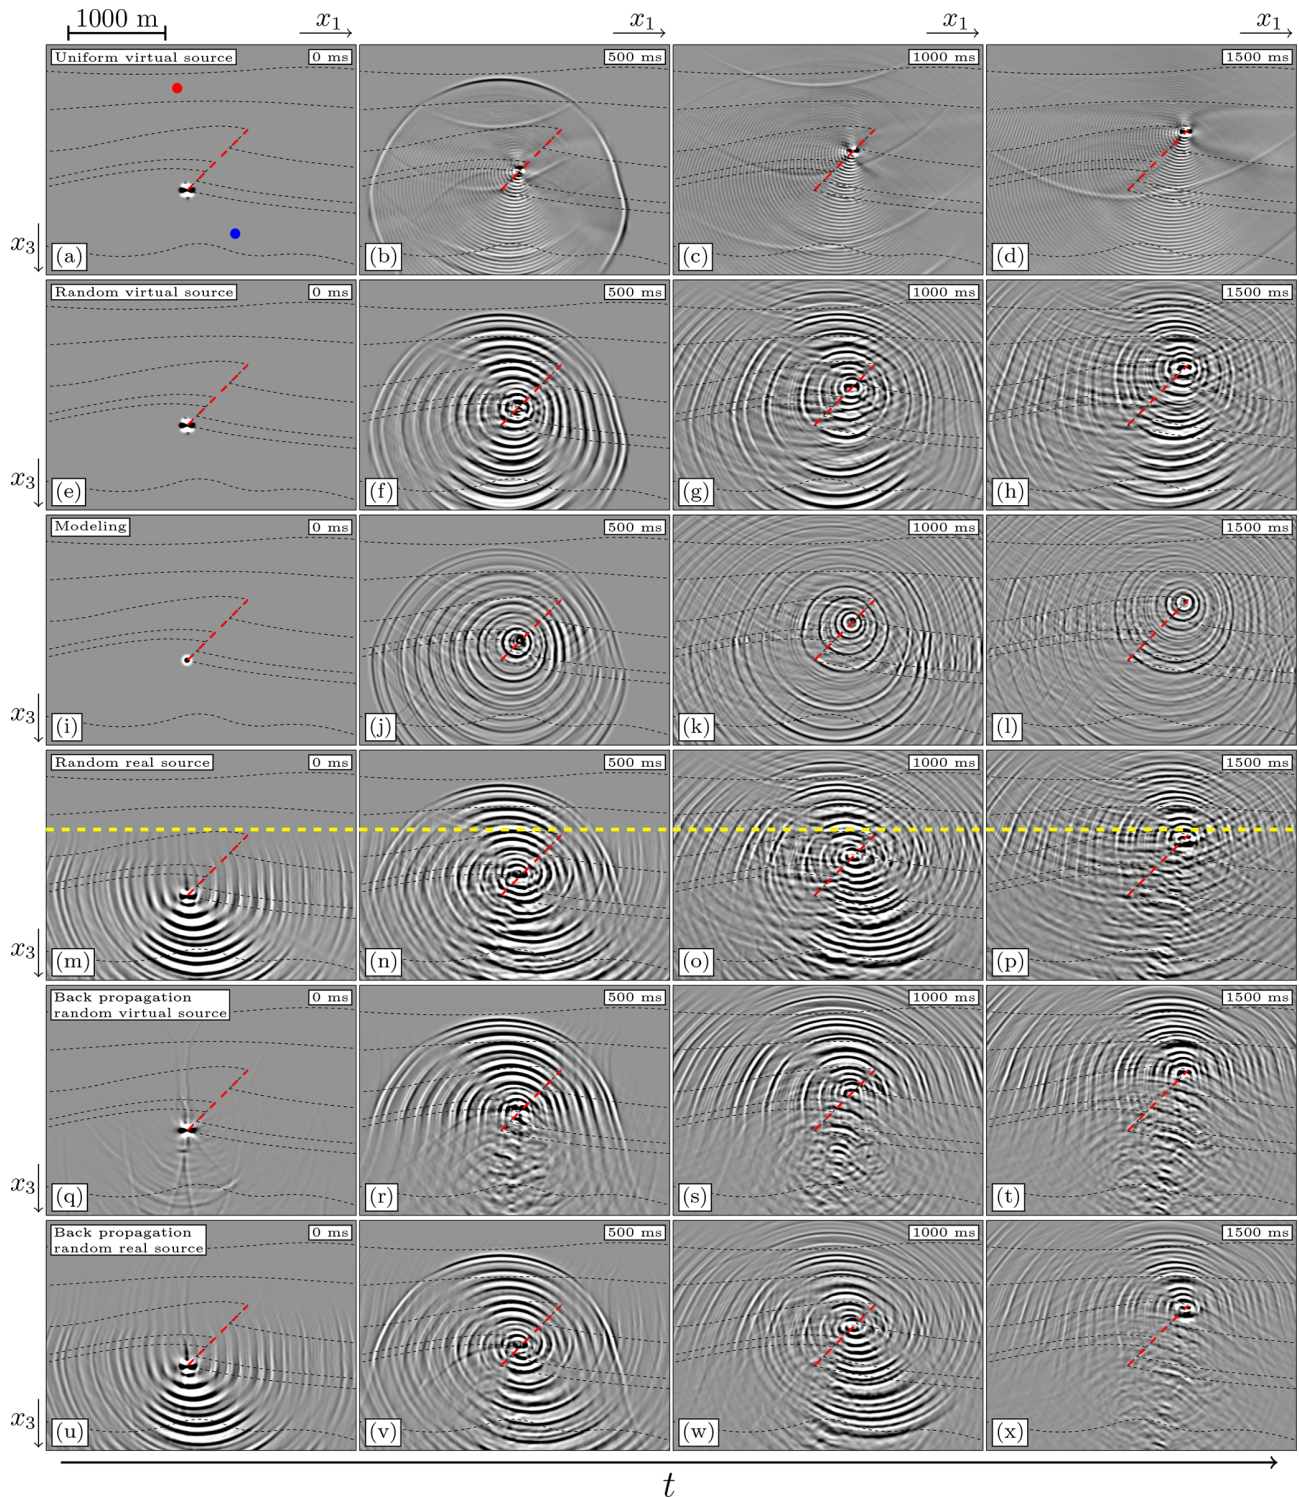 1000 m
x1
x1
x1
x1
Uniform virtual source
0 ms
500 ms
1000 ms
1500 ms
x3
(a)
(b)
(c)
(d)
Random virtual source
0 ms
500 ms
1000 ms
1500 ms
x3
(e)
(f)
(g)
(h)
Modeling
0 ms
500 ms
1000 ms
1500 ms
x3
(i)
(j)
(k)
(l)
Random real source
0 ms
500 ms
1000 ms
1500 ms
x3
(m)
(n)
(o)
(p)
Back propagation
random virtual source
0 ms
500 ms
1000 ms
1500 ms
x3
(q)
(r)
(s)
(t)
Back propagation
random real source
0 ms
500 ms
1000 ms
1500 ms
x3
(u)
(v)
(w)
(x)
t